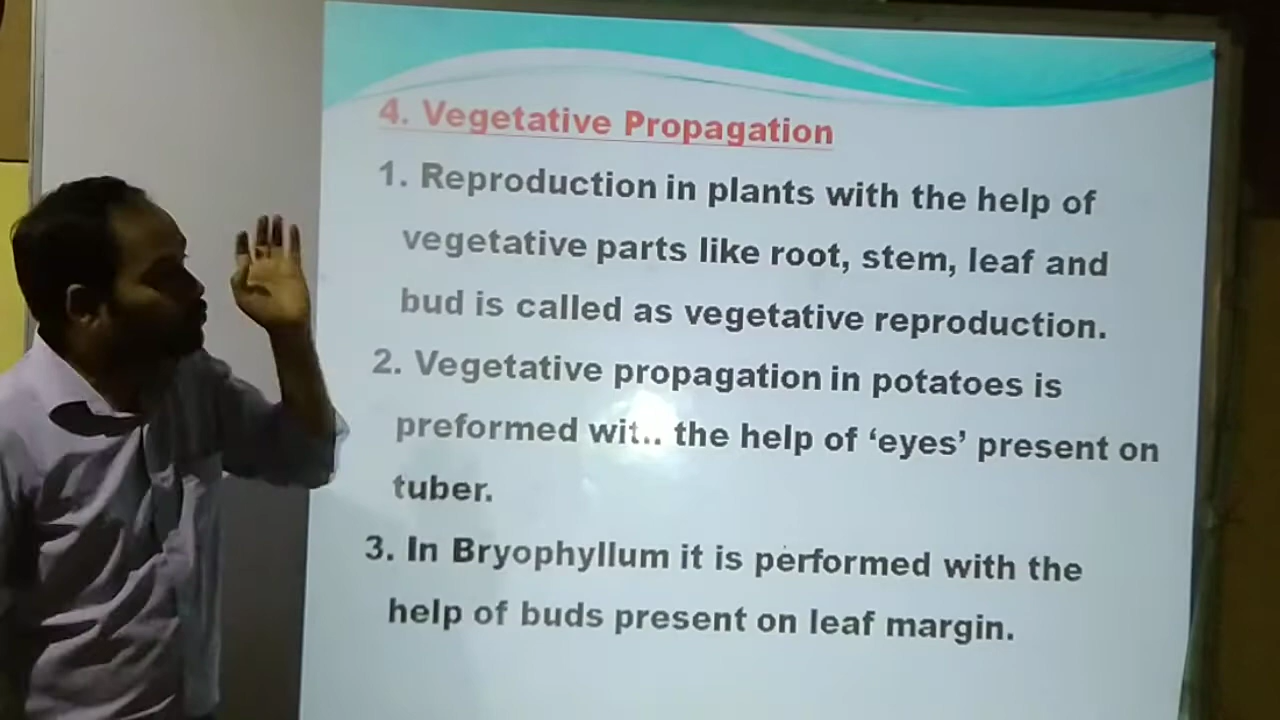 4. Vegetative Propagation
1. Reproduction in plants with the help of
vegetative parts like root, stem, leaf and
bud is called as vegetative reproduction.
2. Vegetative propagation in potatoes is
preformed wit.. the help of ‘eyes’ present on
tuber.
3. In Bryophyllum it is performed with the
help of buds present on leaf margin.